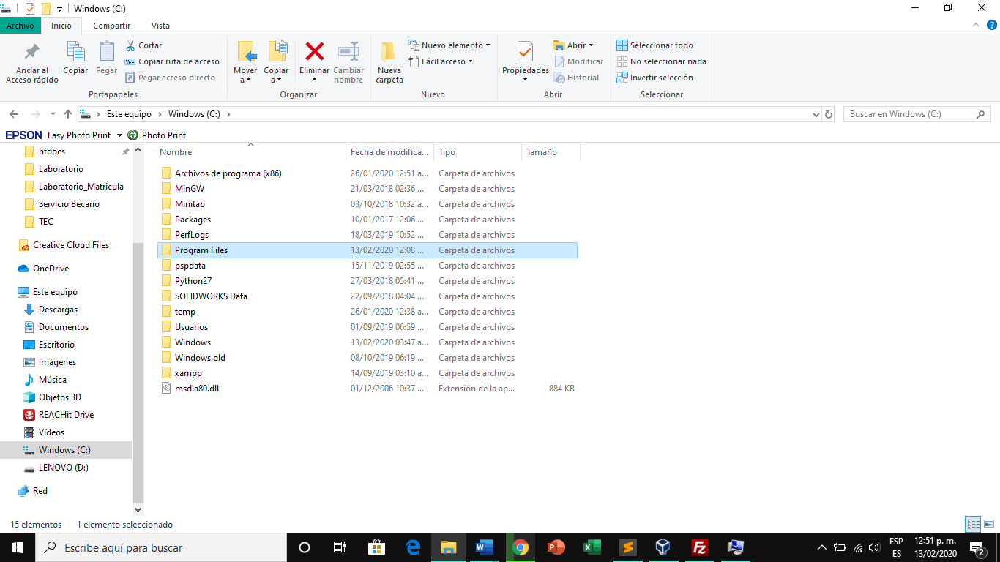 Windows (C:)
Archivo Inicio Compartir Vista
Anclar al Acceso rápido
Copiar
Pegar
Cortar
Copiar ruta de acceso
Pegar acceso directo
Portapapeles
Mover a
Copiar a
Eliminar
Cambiar nombre
Organizar
Nueva carpeta
Nuevo elemento
Fácil acceso
Nuevo
Propiedades
Abrir
Modificar
Historial
Abrir
Seleccionar todo
No seleccionar nada
Invertir selección
Seleccionar
Este equipo > Windows (C:) >
Buscar en Windows (C:)
EPSON Easy Photo Print Photo Print
htdocs
Laboratorio
Laboratorio_Matricula
Servicio Becario
TEC
Creative Cloud Files
OneDrive
Este equipo
Descargas
Documentos
Escritorio
Imágenes
Música
Objetos 3D
REACHit Drive
Vídeos
Windows (C:)
LENOVO (D:)
Red
Nombre Fecha de modifica... Tipo Tamaño
Archivos de programa (x86) 26/01/2020 12:51 a... Carpeta de archivos
MinGW 21/03/2018 02:36 ... Carpeta de archivos
Minitab 03/10/2018 10:32 a... Carpeta de archivos
Packages 10/01/2017 12:06 ... Carpeta de archivos
PerfLogs 18/03/2019 10:52 ... Carpeta de archivos
Program Files 13/02/2020 12:08 ... Carpeta de archivos
pspdata 15/11/2019 02:55 ... Carpeta de archivos
Python27 27/03/2018 05:41 ... Carpeta de archivos
SOLIDWORKS Data 22/09/2018 04:04 ... Carpeta de archivos
temp 26/01/2020 12:38 a... Carpeta de archivos
Usuarios 01/09/2019 06:59 ... Carpeta de archivos
Windows 13/02/2020 03:47 a... Carpeta de archivos
Windows.old 08/10/2019 06:19 ... Carpeta de archivos
xampp 14/09/2019 03:10 a... Carpeta de archivos
msdia80.dll 01/12/2006 10:37 ... Extensión de la ap... 884 KB
15 elementos 1 elemento seleccionado
Escribe aquí para buscar
ESP
ES
12:51 p. m.
13/02/2020
2